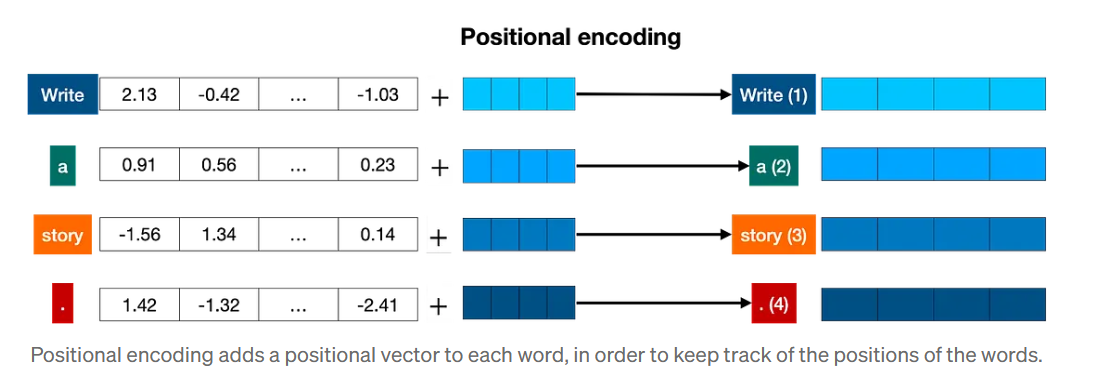 Positional encoding
Write 2.13 -0.42 ... -1.03 + Write (1)
a 0.91 0.56 ... 0.23 + a (2)
story -1.56 1.34 ... 0.14 + story (3)
. 1.42 -1.32 ... -2.41 + . (4)
Positional encoding adds a positional vector to each word, in order to keep track of the positions of the words.